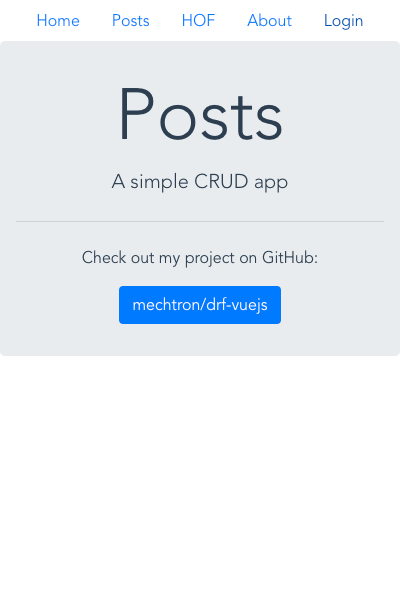 Home Posts HOF About Login
Posts
A simple CRUD app
Check out my project on GitHub:
mechtron/drf-vuejs